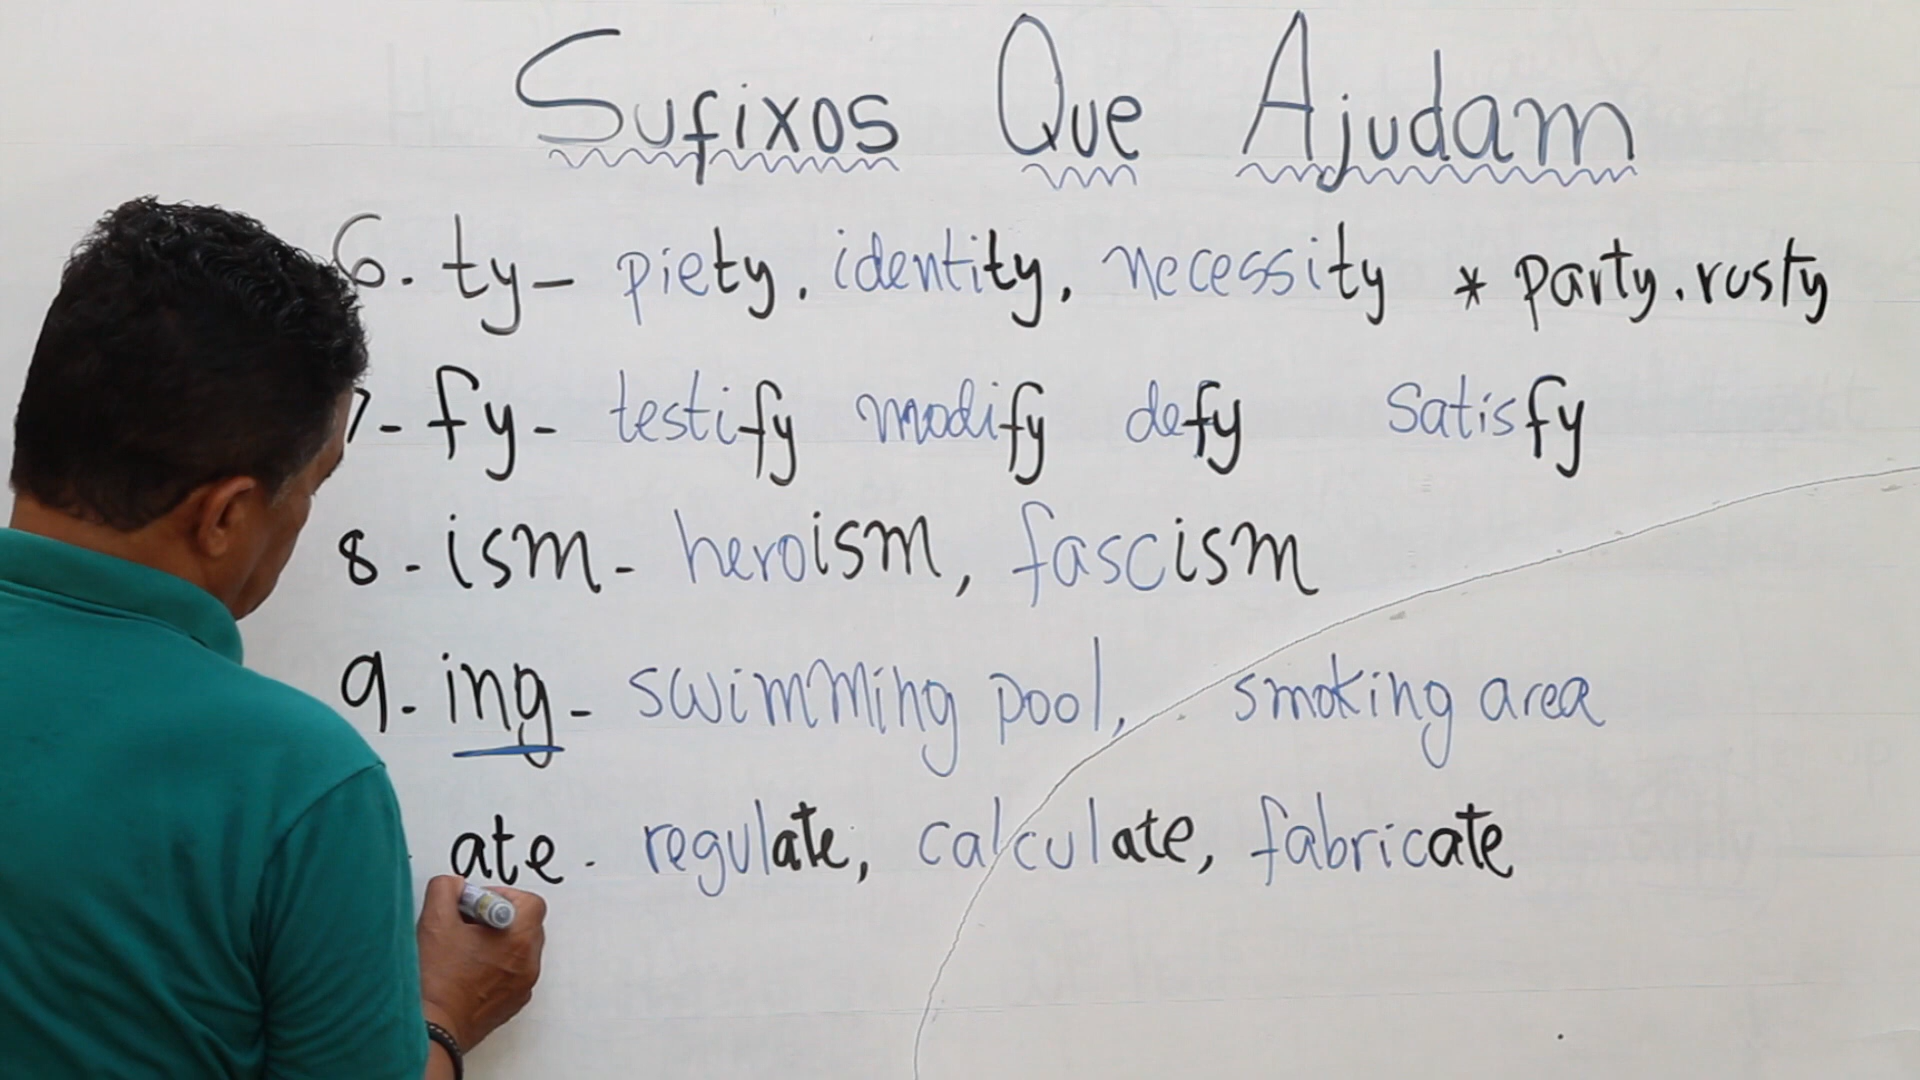 Sufixos Que Ajudam
6. ty - piety, identity, necessity * party. rusty
7 - fy - testify modify defy satisfy
8 - ism - heroism, fascism
9. ing - swimming pool, smoking area
ate - regulate, calculate, fabricate